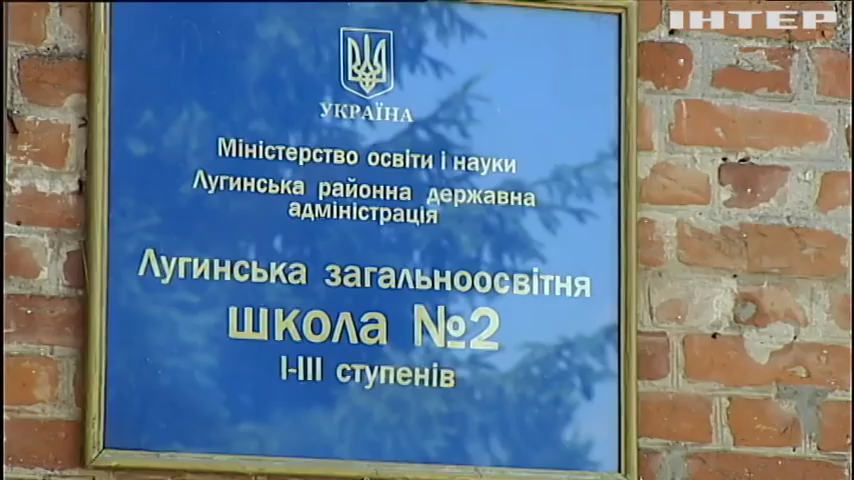 ІНТЕР
УКРАЇНА
Міністерство освіти і науки
Лугинська районна державна
адміністрація
Лугинська загальноосвітня
школа №2
І-ІІІ ступенів